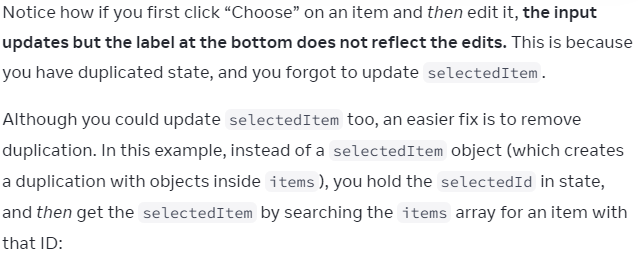 Notice how if you first click “Choose” on an item and then edit it, the input
updates but the label at the bottom does not reflect the edits. This is because
you have duplicated state, and you forgot to update selectedItem.
Although you could update selectedItem too, an easier fix is to remove
duplication. In this example, instead of a selectedItem object (which creates
a duplication with objects inside items), you hold the selectedId in state,
and then get the selectedItem by searching the items array for an item with
that ID: